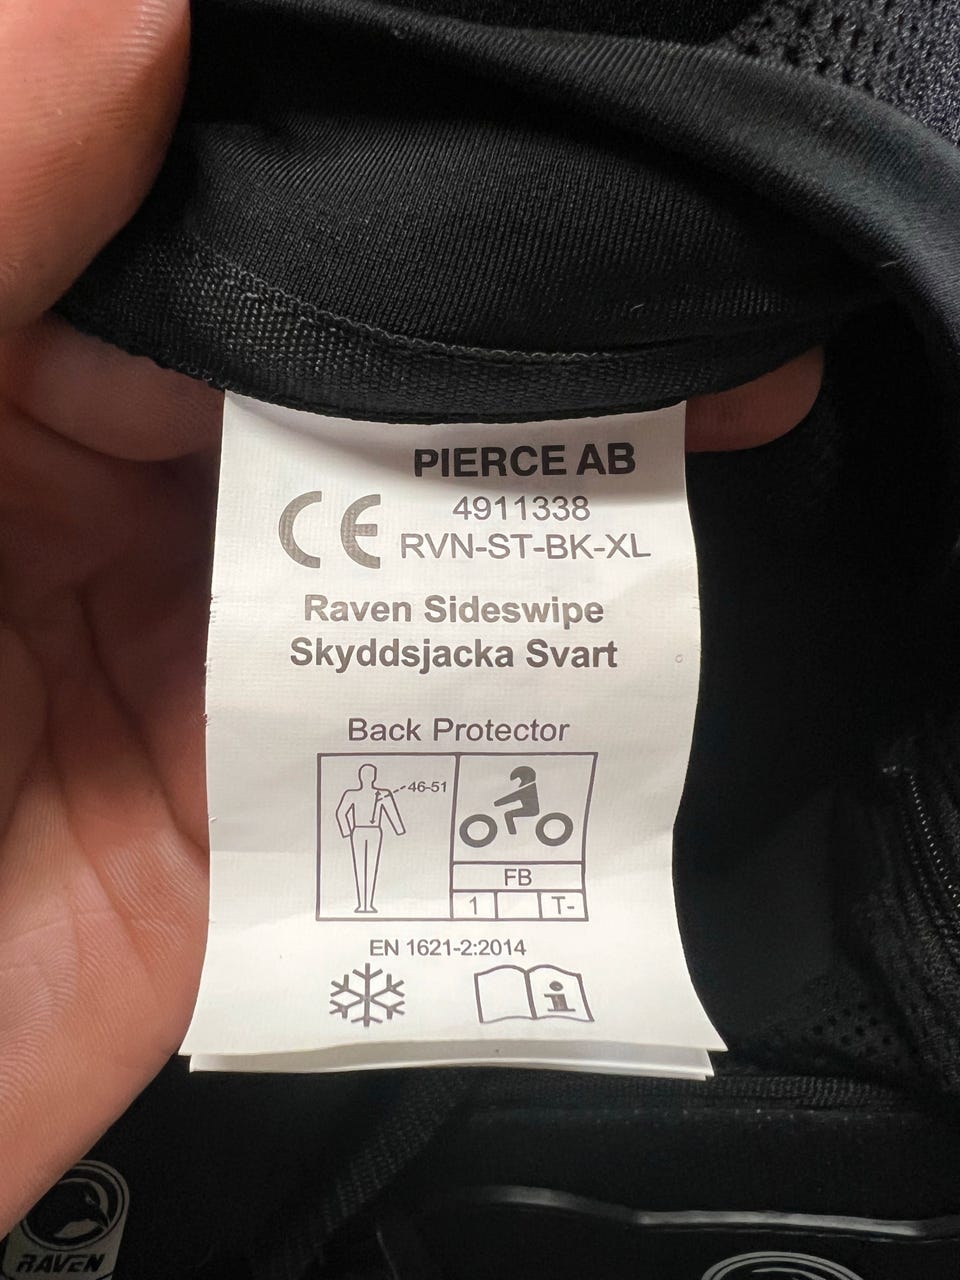 PIERCE AB
CE
4911338
RVN-ST-BK-XL
Raven Sideswipe
Skyddsjacka Svart
Back Protector
46-51
FB
1
T-
EN 1621-2:2014
i
RAVEN